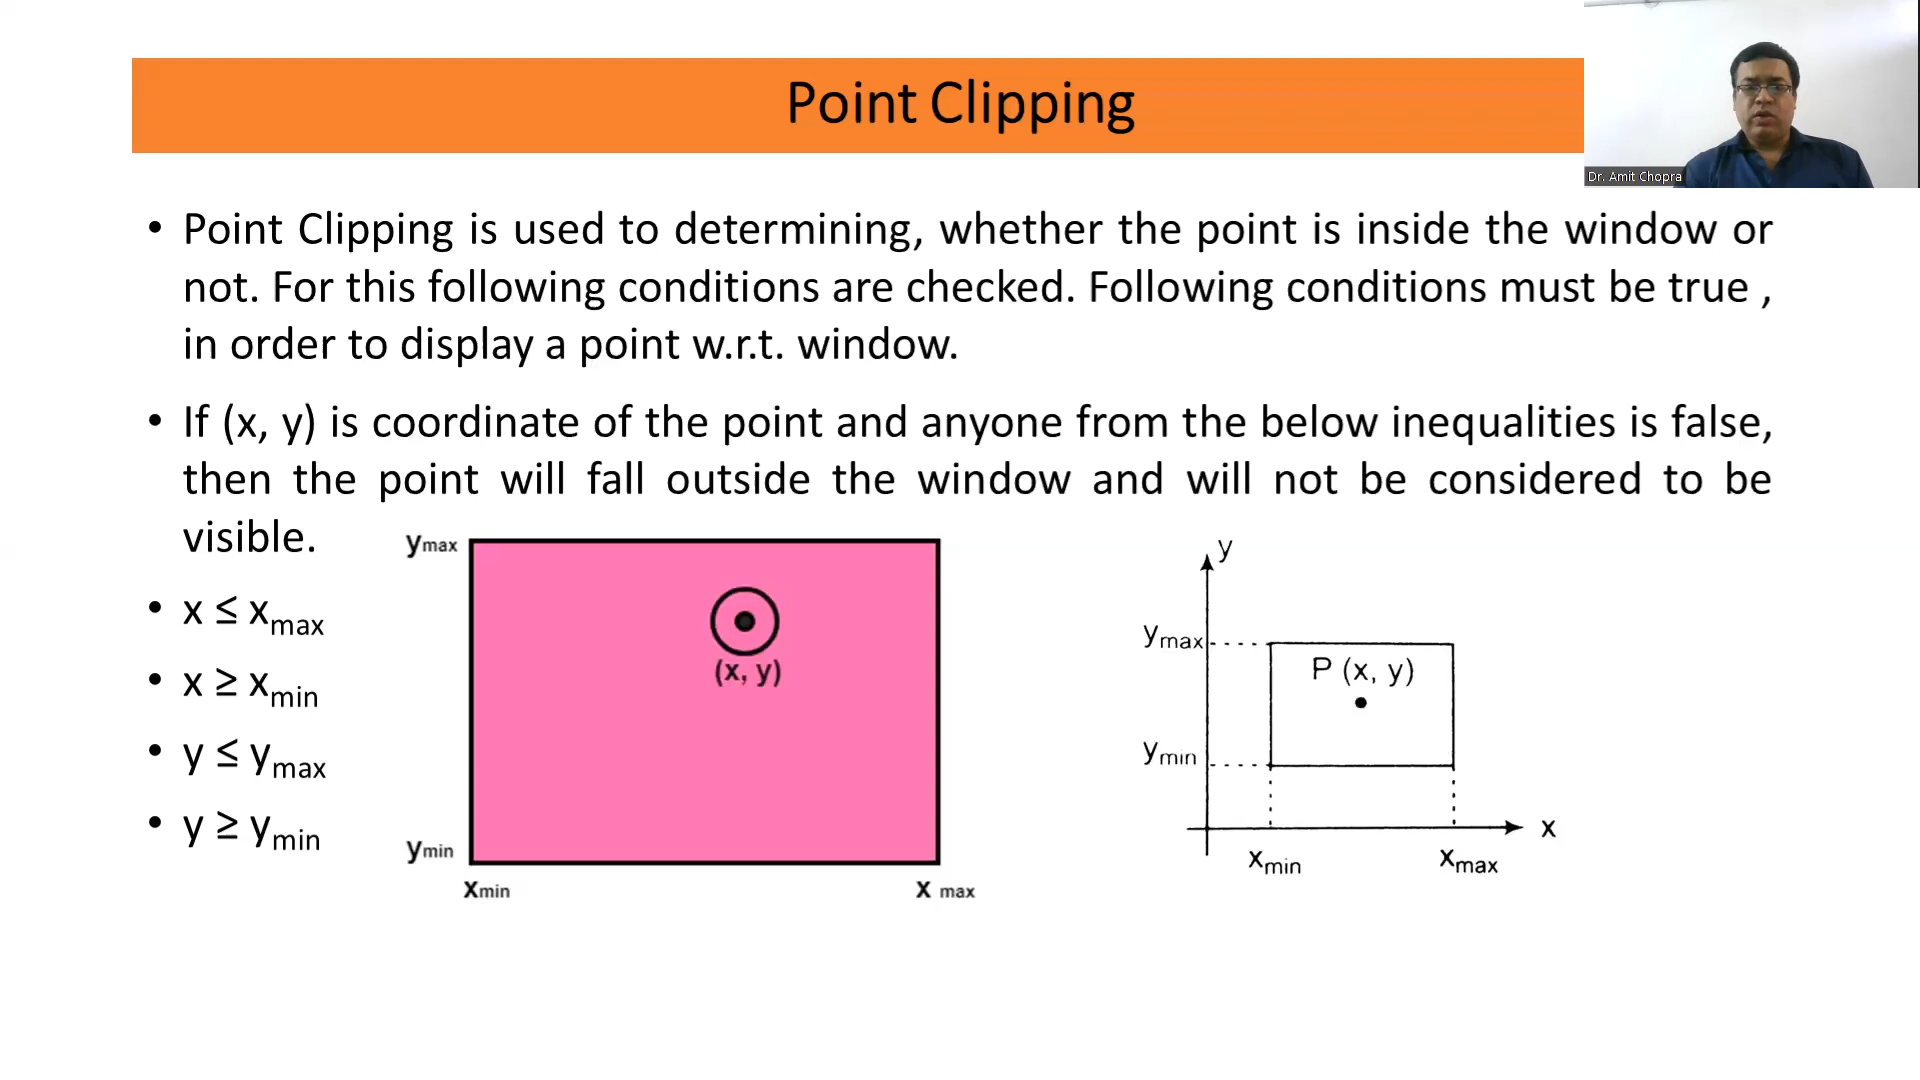 Point Clipping
Dr. Amit Chopra
• Point Clipping is used to determining, whether the point is inside the window or
not. For this following conditions are checked. Following conditions must be true ,
in order to display a point w.r.t. window.
• If (x, y) is coordinate of the point and anyone from the below inequalities is false,
then the point will fall outside the window and will not be considered to be
visible.
• x ≤ xmax
• x ≥ xmin
• y ≤ ymax
• y ≥ ymin
ymax
(x, y)
ymin
xmin
x max
y
ymax
P (x, y)
ymin
x
xmin
xmax